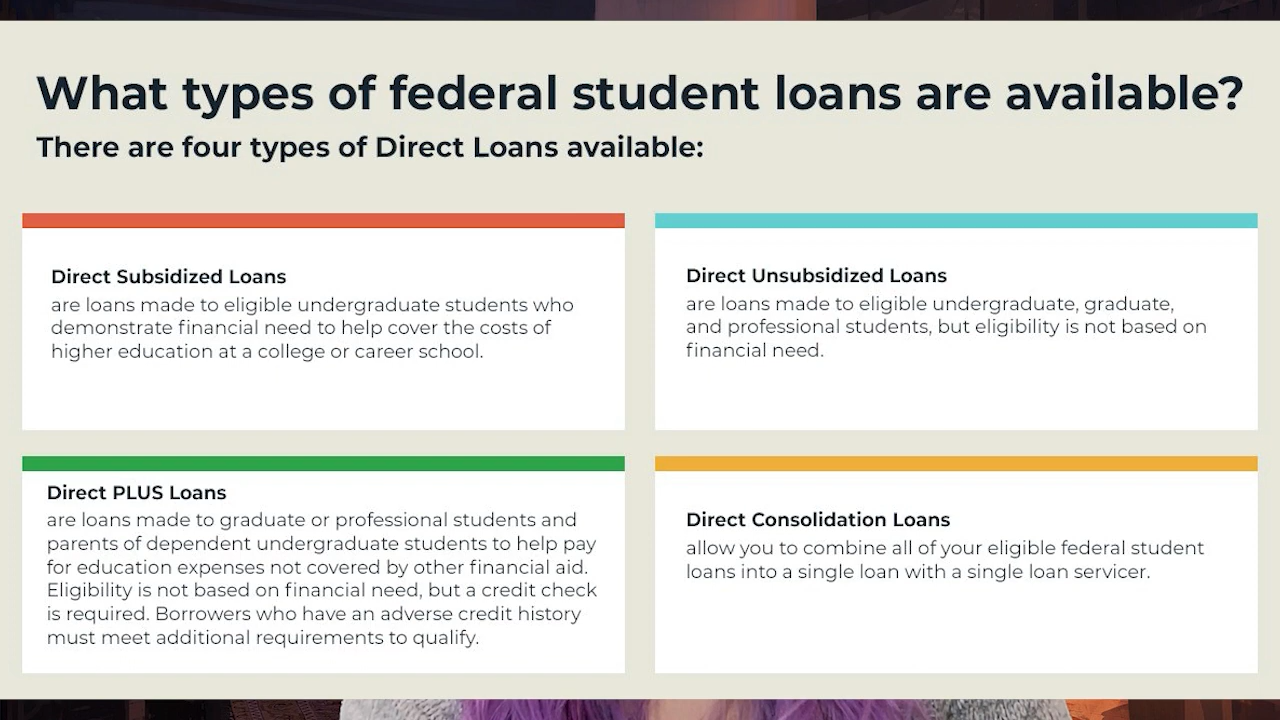 What types of federal student loans are available?
There are four types of Direct Loans available:
Direct Subsidized Loans
are loans made to eligible undergraduate students who
demonstrate financial need to help cover the costs of
higher education at a college or career school.
Direct Unsubsidized Loans
are loans made to eligible undergraduate, graduate,
and professional students, but eligibility is not based on
financial need.
Direct PLUS Loans
are loans made to graduate or professional students and
parents of dependent undergraduate students to help pay
for education expenses not covered by other financial aid.
Eligibility is not based on financial need, but a credit check
is required. Borrowers who have an adverse credit history
must meet additional requirements to qualify.
Direct Consolidation Loans
allow you to combine all of your eligible federal student
loans into a single loan with a single loan servicer.